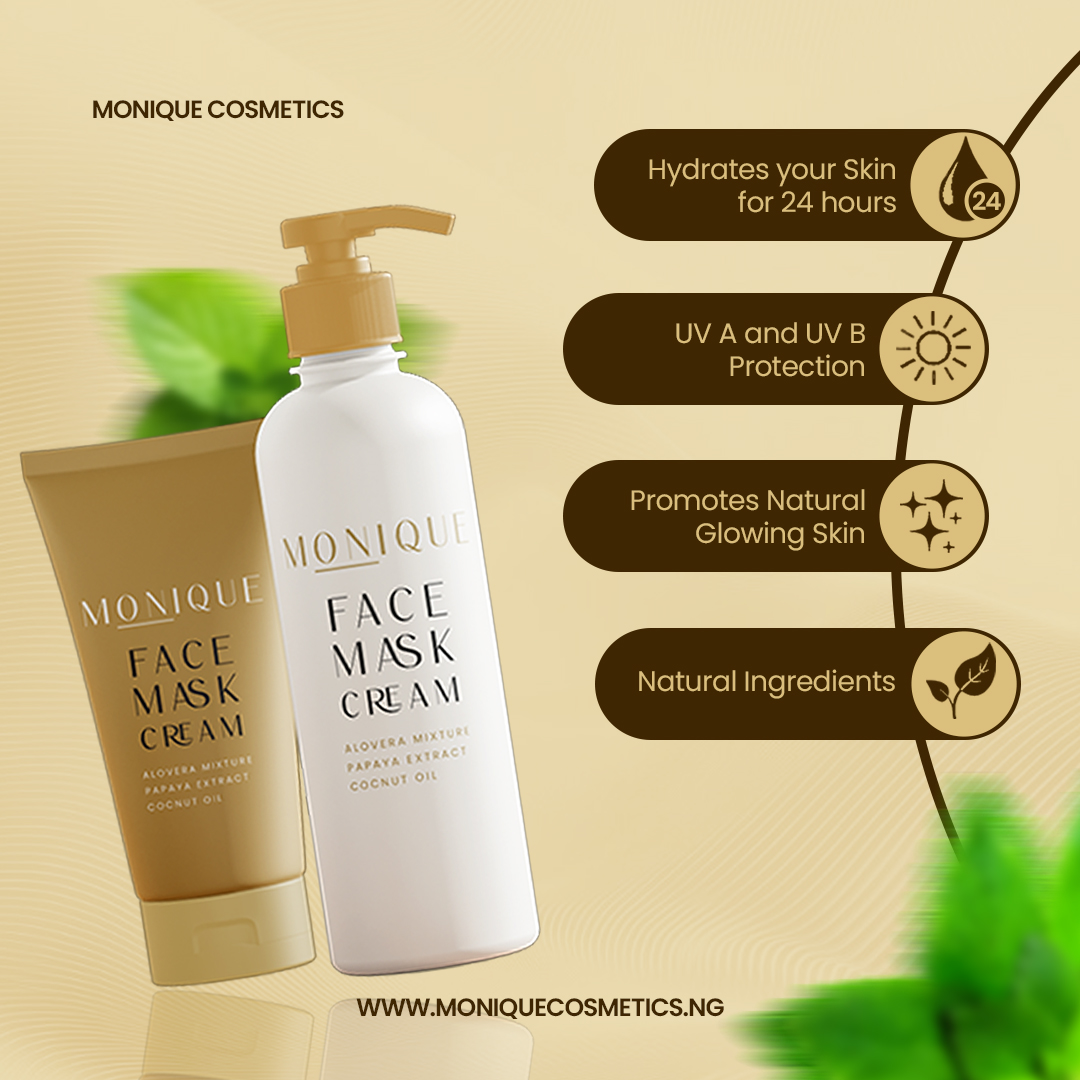 MONIQUE COSMETICS
Hydrates your Skin
for 24 hours
24
UV A and UV B
Protection
Promotes Natural
Glowing Skin
Natural Ingredients
MONIQUE
FACE
MASK
CREAM
ALOVERA MIXTURE
PAPAYA EXTRACT
COCNUT OIL
MONIQUE
FACE
MASK
CREAM
ALOVERA MIXTURE
PAPAYA EXTRACT
COCNUT OIL
WWW.MONIQUECOSMETICS.NG